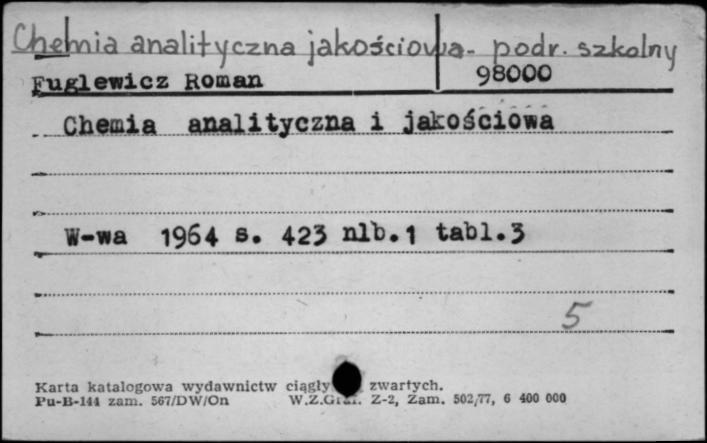 Chemia analityczna jakościowa - podr. szkolny
Fuglewicz Roman 98000
Chemia analityczna i jakościowa
W-wa 1964 s. 423 nlb.1 tabl.3
5
Karta katalogowa wydawnictw zwartych.
Pu-B-144 zam. 567/DW/On W.Z.Graf. Z-2, Zam. 502/77, 6 400 000